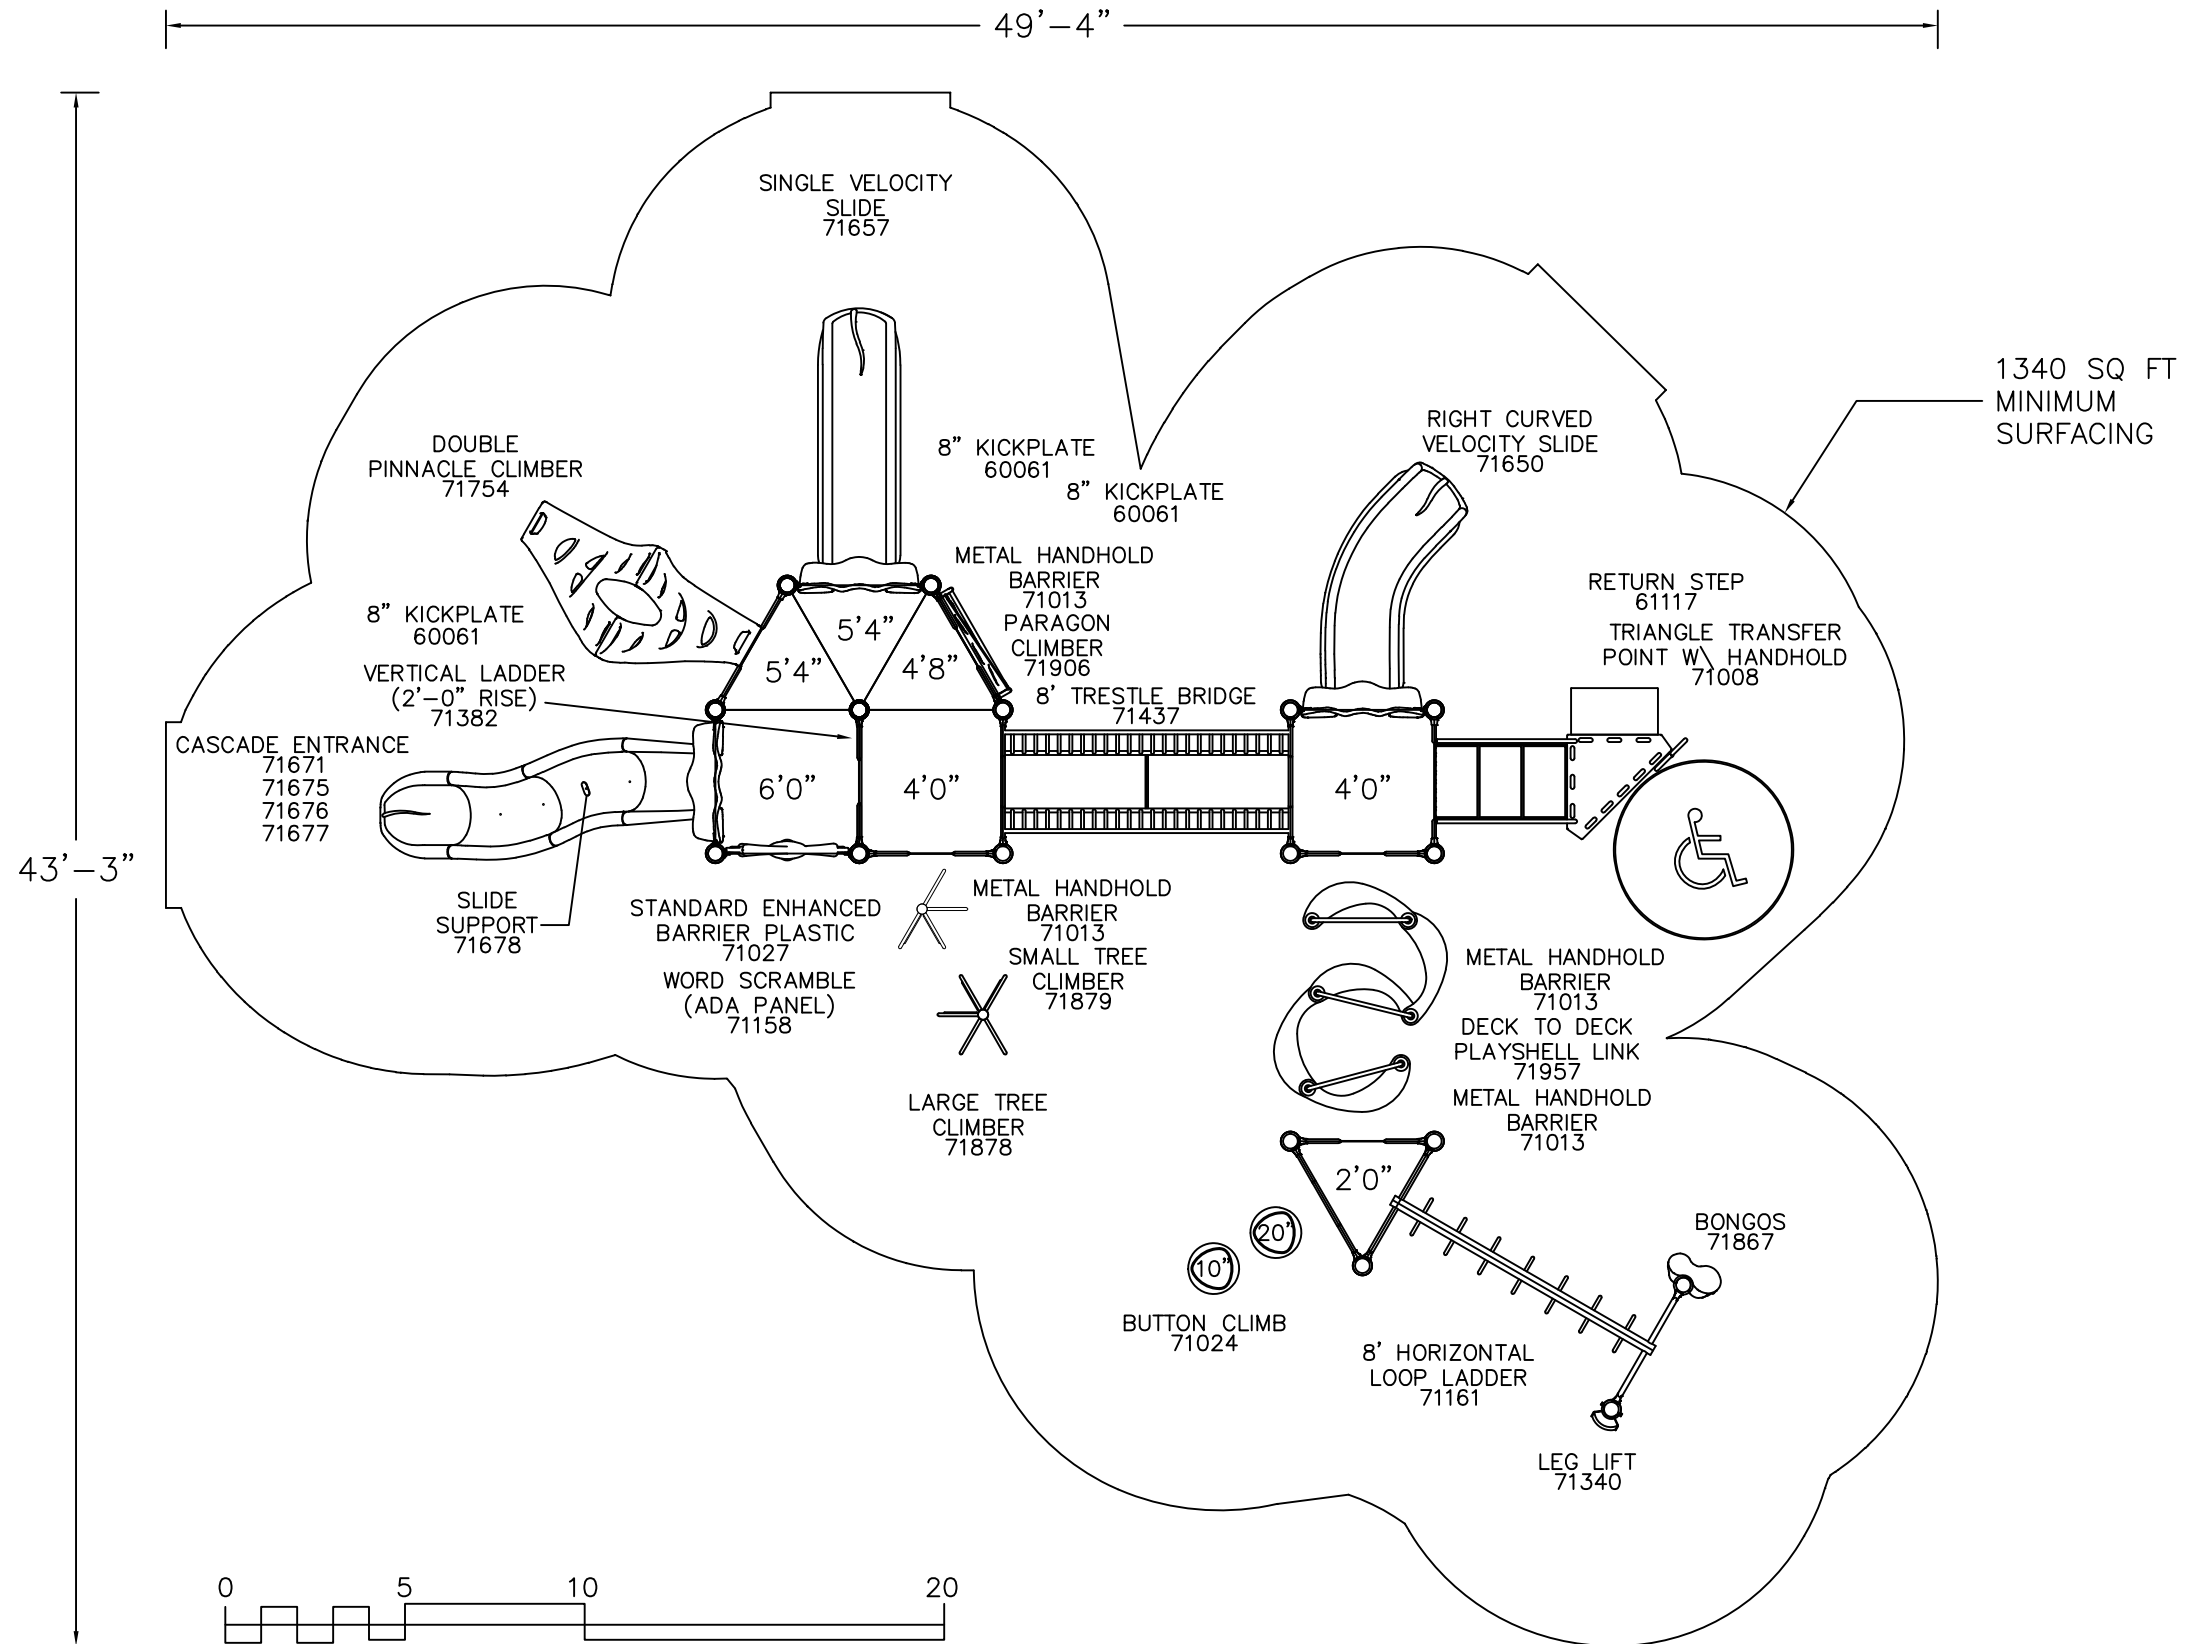 49'-4"
SINGLE VELOCITY
SLIDE
71657
1340 SQ FT
MINIMUM
SURFACING
DOUBLE
PINNACLE CLIMBER
71754
8" KICKPLATE
60061
8" KICKPLATE
60061
RIGHT CURVED
VELOCITY SLIDE
71650
METAL HANDHOLD
BARRIER
71013
PARAGON
CLIMBER
71906
8' TRESTLE BRIDGE
71437
RETURN STEP
61117
TRIANGLE TRANSFER
POINT W\ HANDHOLD
71008
8" KICKPLATE
60061
VERTICAL LADDER
(2'-0" RISE)
71382
5'4"
5'4"
4'8"
CASCADE ENTRANCE
71671
71675
71676
71677
6'0"
4'0"
4'0"
43'-3"
SLIDE
SUPPORT
71678
STANDARD ENHANCED
BARRIER PLASTIC
71027
WORD SCRAMBLE
(ADA PANEL)
71158
METAL HANDHOLD
BARRIER
71013
SMALL TREE
CLIMBER
71879
METAL HANDHOLD
BARRIER
71013
DECK TO DECK
PLAYSHELL LINK
71957
METAL HANDHOLD
BARRIER
71013
LARGE TREE
CLIMBER
71878
2'0"
20"
10"
BONGOS
71867
BUTTON CLIMB
71024
8' HORIZONTAL
LOOP LADDER
71161
LEG LIFT
71340
0 5 10 20